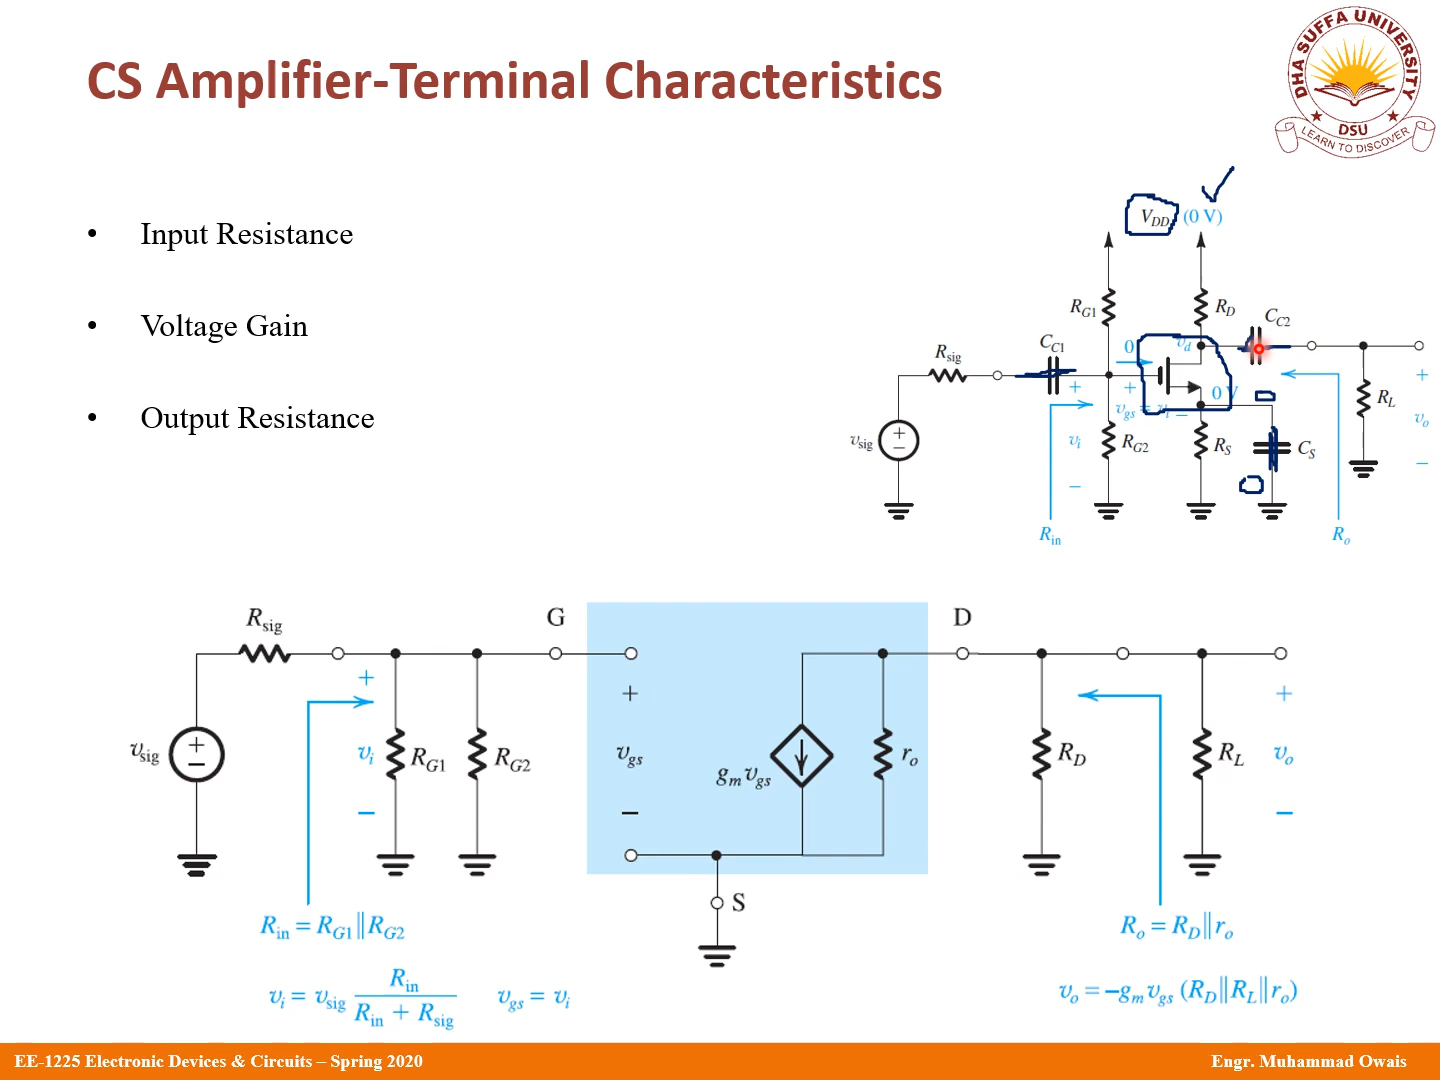 CS Amplifier-Terminal Characteristics
DHA SUFFA UNIVERSITY
DSU
LEARN TO DISCOVER
• Input Resistance
• Voltage Gain
• Output Resistance
V_DD (0 V)
R_G1
R_D
C_C2
C_C1
R_sig
0
v_d
+
+
0 V
+
v_gs = v_i
−
R_L
v_o
v_sig
+
−
v_i
R_G2
R_S
C_S
−
−
R_in
R_o
R_sig
G
D
+
+
+
v_sig
+
−
v_i
R_G1
R_G2
v_gs
g_m v_gs
r_o
R_D
R_L
v_o
−
−
−
S
R_in = R_G1 || R_G2
R_o = R_D || r_o
v_i = v_sig R_in / (R_in + R_sig)
v_gs = v_i
v_o = −g_m v_gs (R_D || R_L || r_o)
EE-1225 Electronic Devices & Circuits – Spring 2020
Engr. Muhammad Owais